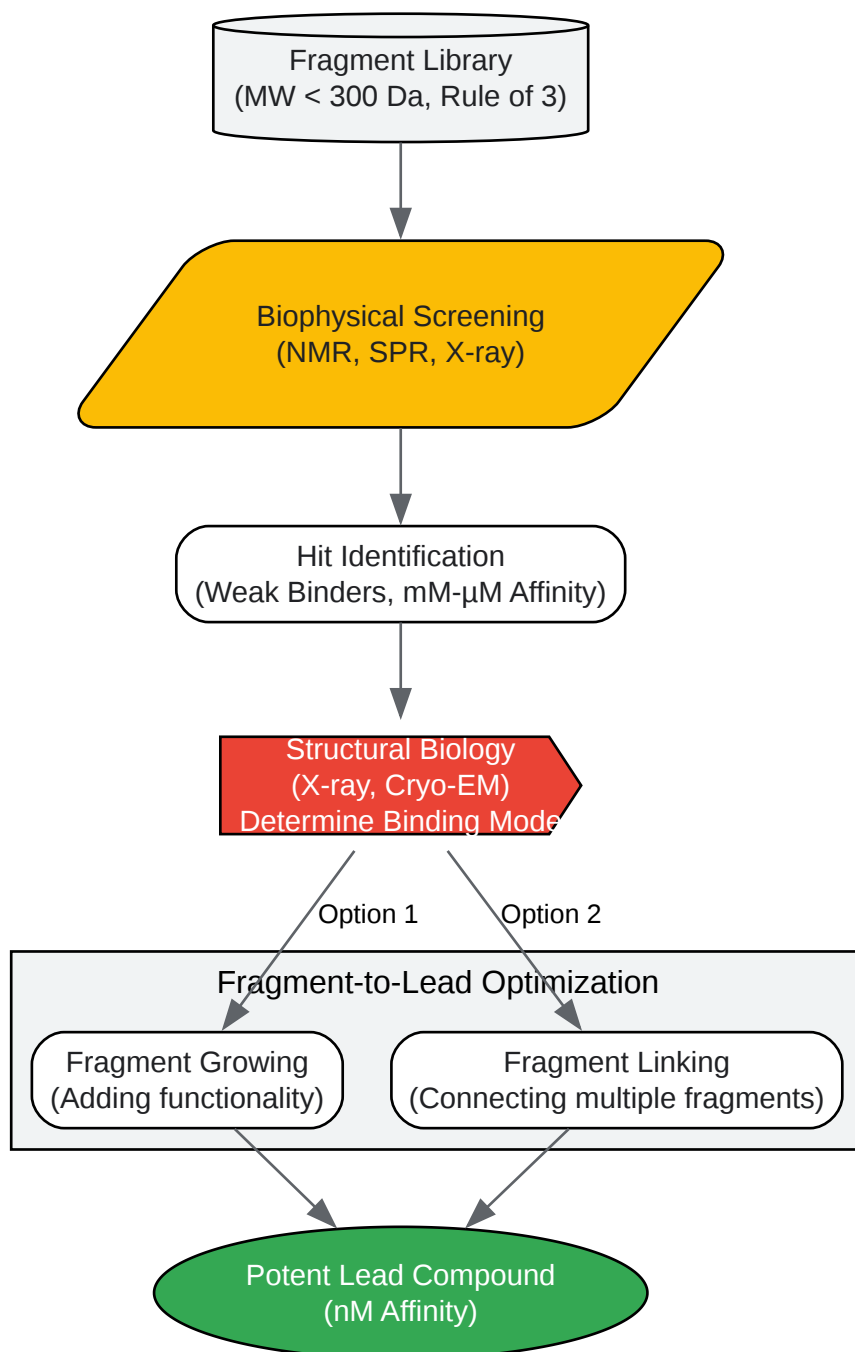 Fragment Library
(MW < 300 Da, Rule of 3)
Biophysical Screening
(NMR, SPR, X-ray)
Hit Identification
(Weak Binders, mM-µM Affinity)
Structural Biology
(X-ray, Cryo-EM)
Determine Binding Mode
Option 1
Option 2
Fragment-to-Lead Optimization
Fragment Growing
(Adding functionality)
Fragment Linking
(Connecting multiple fragments)
Potent Lead Compound
(nM Affinity)